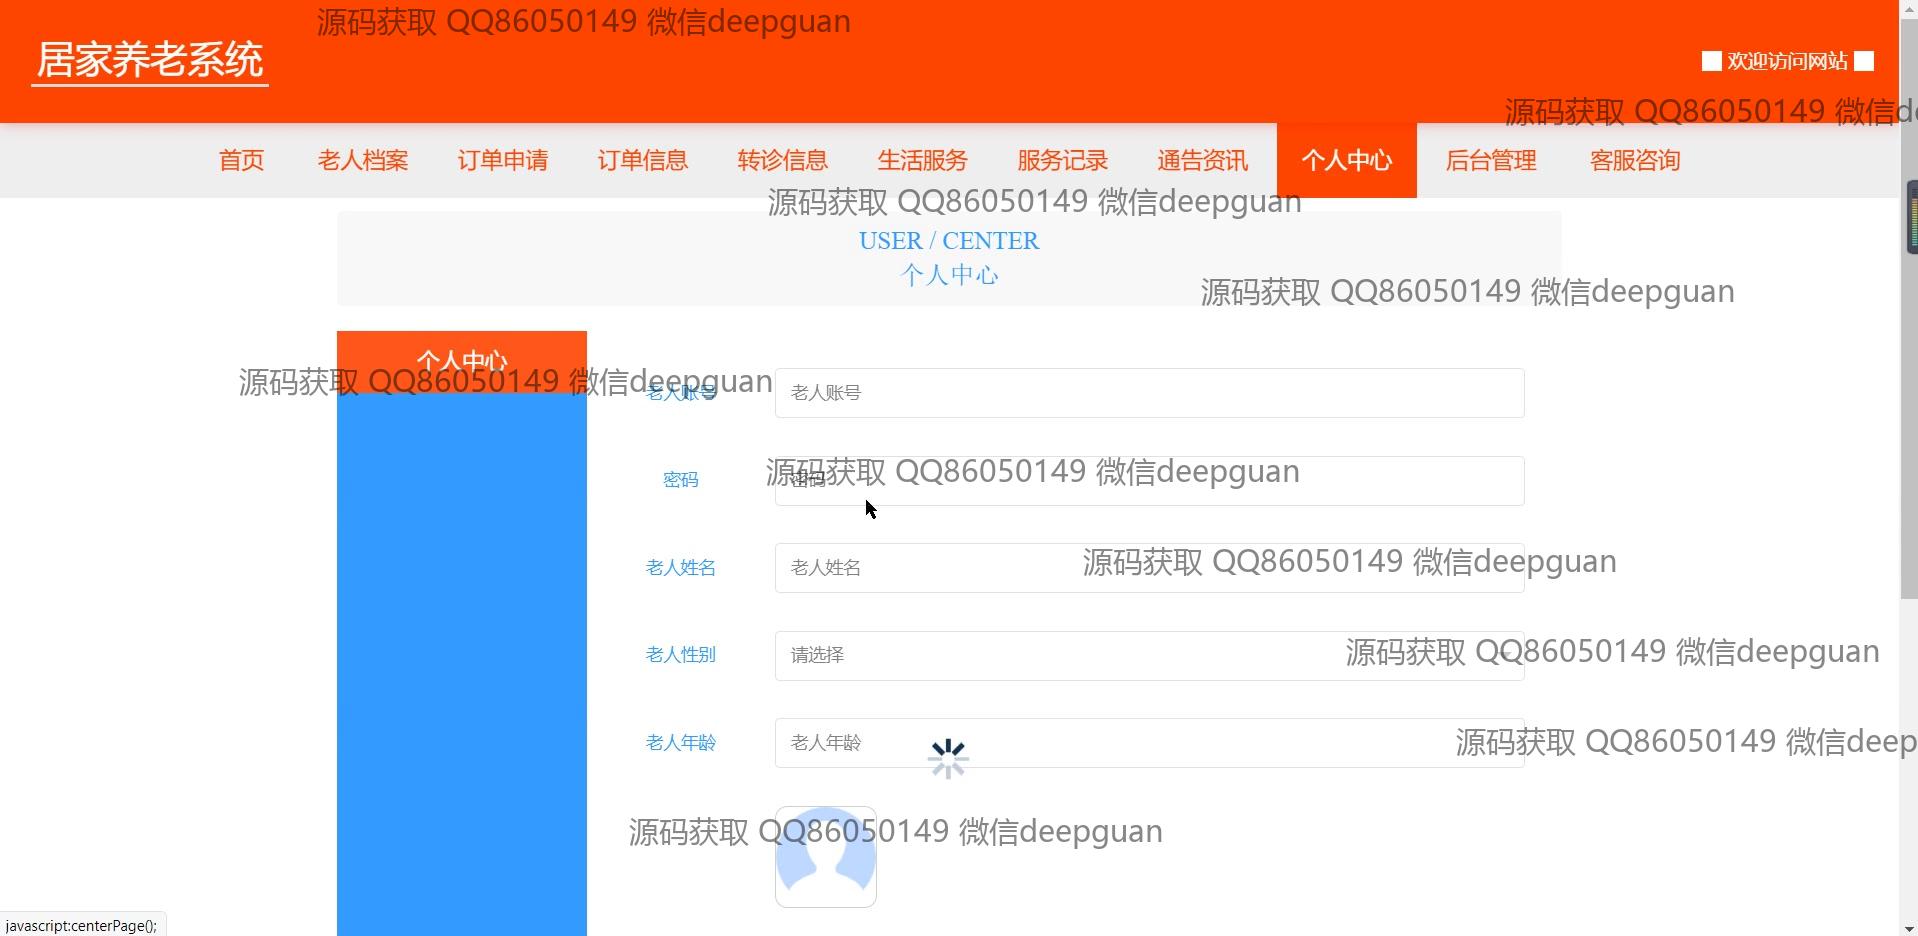 源码获取 QQ86050149 微信deepguan
居家养老系统
欢迎访问网站
源码获取 QQ86050149 微信de
首页 老人档案 订单申请 订单信息 转诊信息 生活服务 服务记录 通告资讯 个人中心 后台管理 客服咨询
源码获取 QQ86050149 微信deepguan
USER / CENTER
个人中心
源码获取 QQ86050149 微信deepguan
个人中心
源码获取 QQ86050149 微信deepguan
老人账号 老人账号
源码获取 QQ86050149 微信deepguan
密码 密码
源码获取 QQ86050149 微信deepguan
老人姓名 老人姓名
源码获取 QQ86050149 微信deepguan
老人性别 请选择
源码获取 QQ86050149 微信deep
老人年龄 老人年龄
源码获取 QQ86050149 微信deepguan
javascript:centerPage();